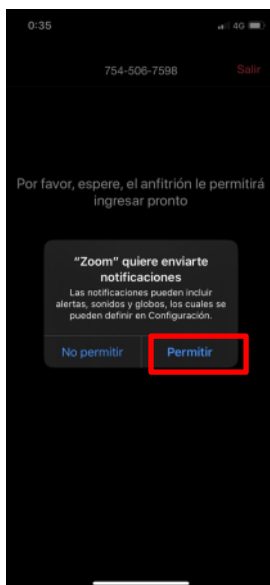 0:35
4G
754-506-7598
Salir
Por favor, espere, el anfitrión le permitirá
ingresar pronto
“Zoom” quiere enviarte
notificaciones
Las notificaciones pueden incluir
alertas, sonidos y globos, los cuales se
pueden definir en Configuración.
No permitir
Permitir